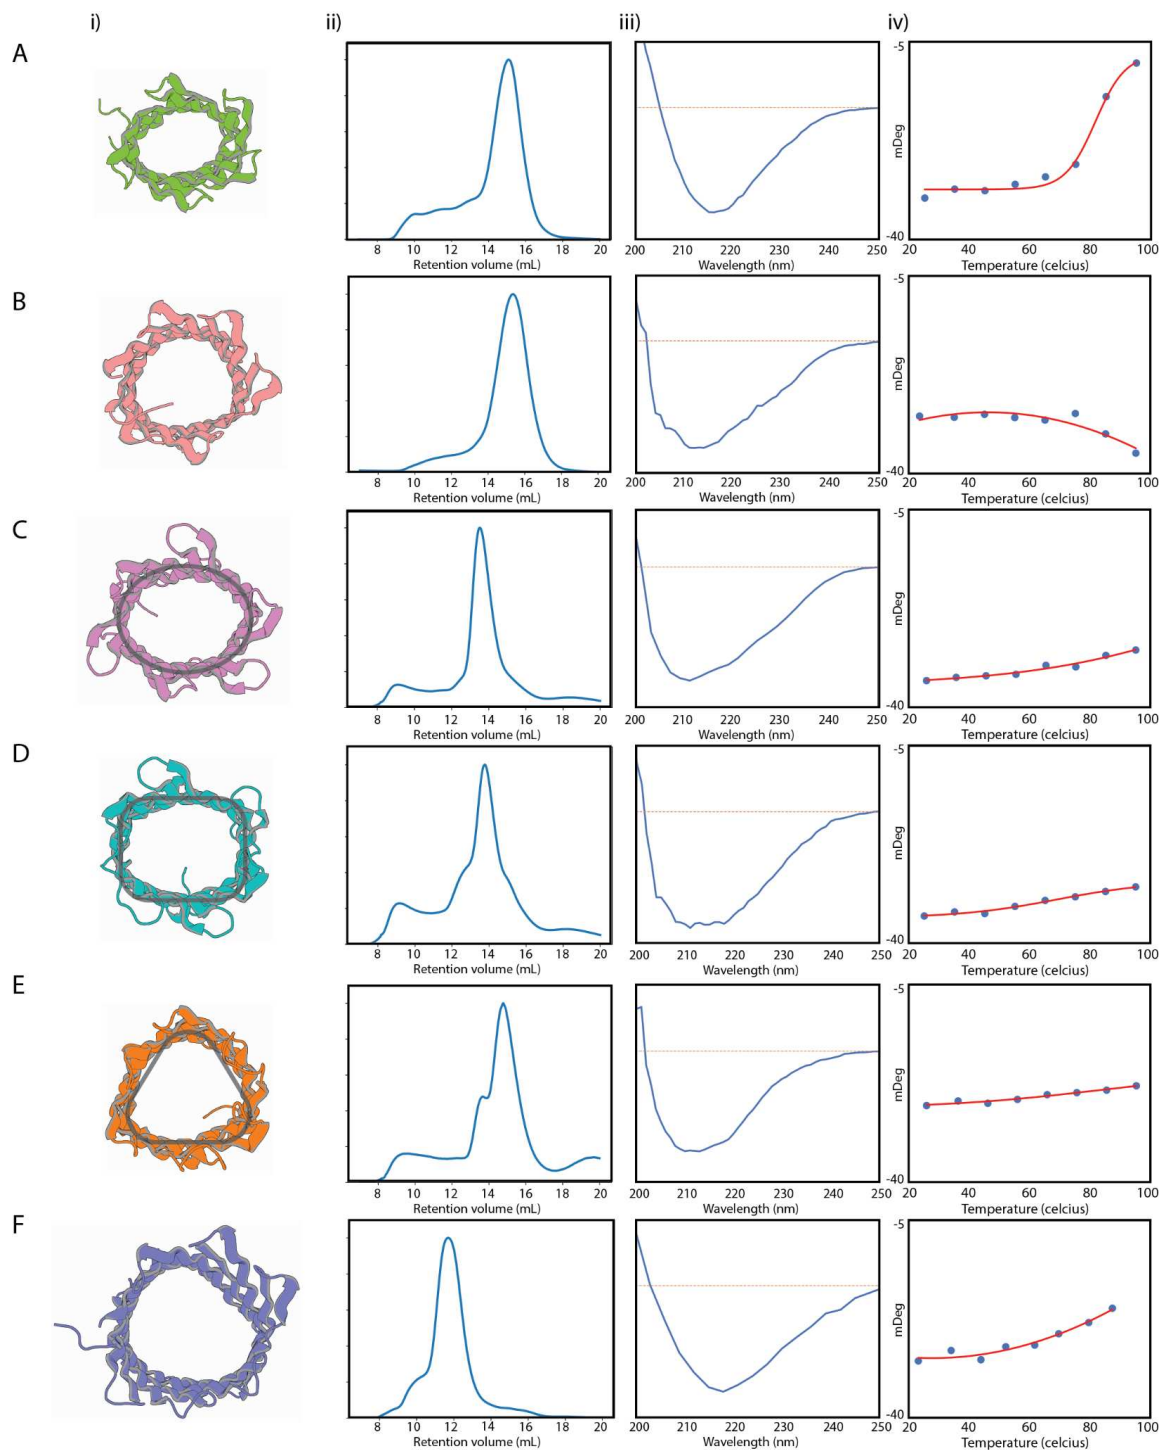 i) ii) iii) iv)
A
-5
mDeg
-40
8 10 12 14 16 18 20 200 210 220 230 240 250 20 40 60 80 100
Retention volume (mL) Wavelength (nm) Temperature (celcius)
B
-5
mDeg
-40
8 10 12 14 16 18 20 200 210 220 230 240 250 20 40 60 80 100
Retention volume (mL) Wavelength (nm) Temperature (celcius)
C
-5
mDeg
-40
8 10 12 14 16 18 20 200 210 220 230 240 250 20 40 60 80 100
Retention volume (mL) Wavelength (nm) Temperature (celcius)
D
-5
mDeg
-40
8 10 12 14 16 18 20 200 210 220 230 240 250 20 40 60 80 100
Retention volume (mL) Wavelength (nm) Temperature (celcius)
E
-5
mDeg
-40
8 10 12 14 16 18 20 200 210 220 230 240 250 20 40 60 80 100
Retention volume (mL) Wavelength (nm) Temperature (celcius)
F
-5
mDeg
-40
8 10 12 14 16 18 20 200 210 220 230 240 250 20 40 60 80 100
Retention volume (mL) Wavelength (nm) Temperature (celcius)